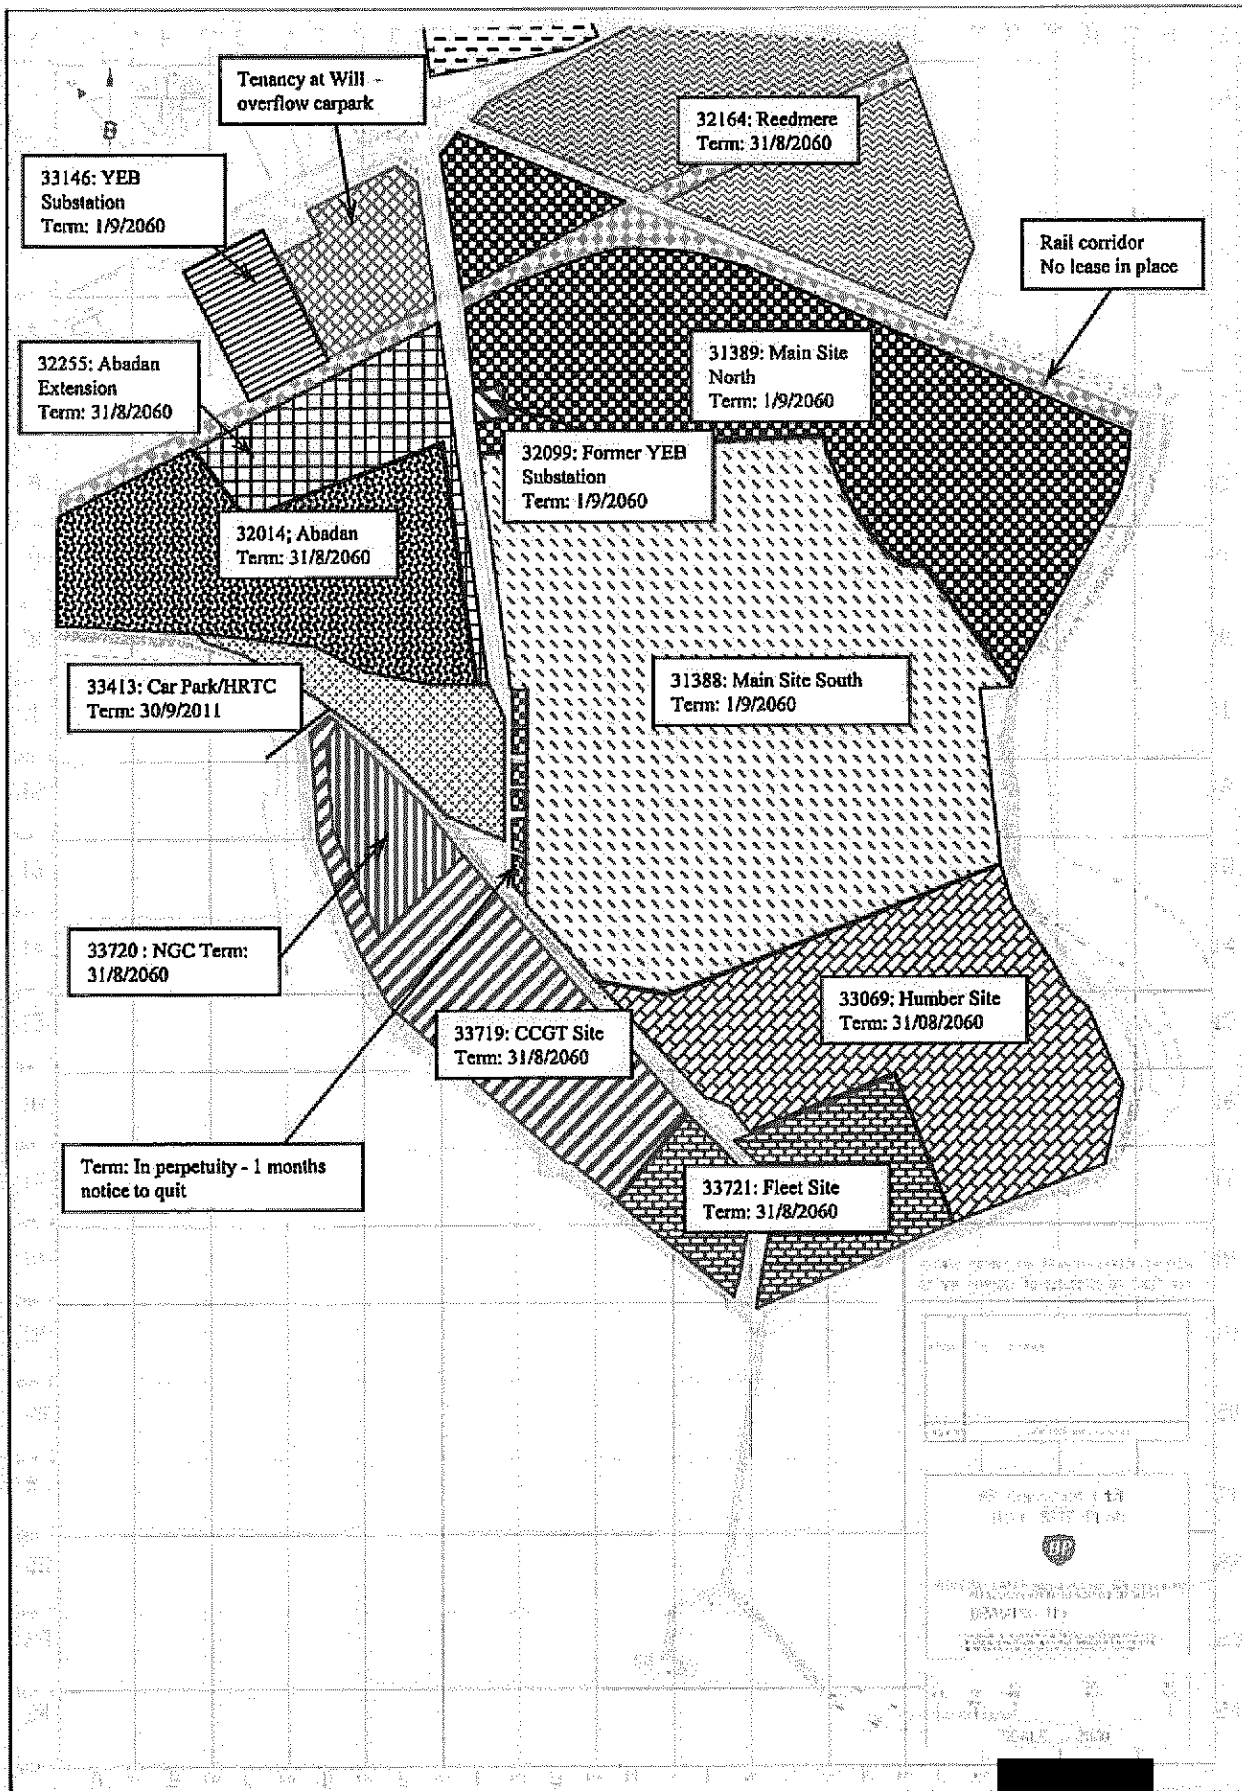 Tenancy at Will -
overflow carpark
32164: Reedmere
Term: 31/8/2060
33146: YEB
Substation
Term: 1/9/2060
Rail corridor
No lease in place
31389: Main Site
North
Term: 1/9/2060
32255: Abadan
Extension
Term: 31/8/2060
32099: Former YEB
Substation
Term: 1/9/2060
32014; Abadan
Term: 31/8/2060
33413: Car Park/HRTC
Term: 30/9/2011
31388: Main Site South
Term: 1/9/2060
33720 : NGC Term:
31/8/2060
33069: Humber Site
Term: 31/08/2060
33719: CCGT Site
Term: 31/8/2060
Term: In perpetuity - 1 months
notice to quit
33721: Fleet Site
Term: 31/8/2060
BP